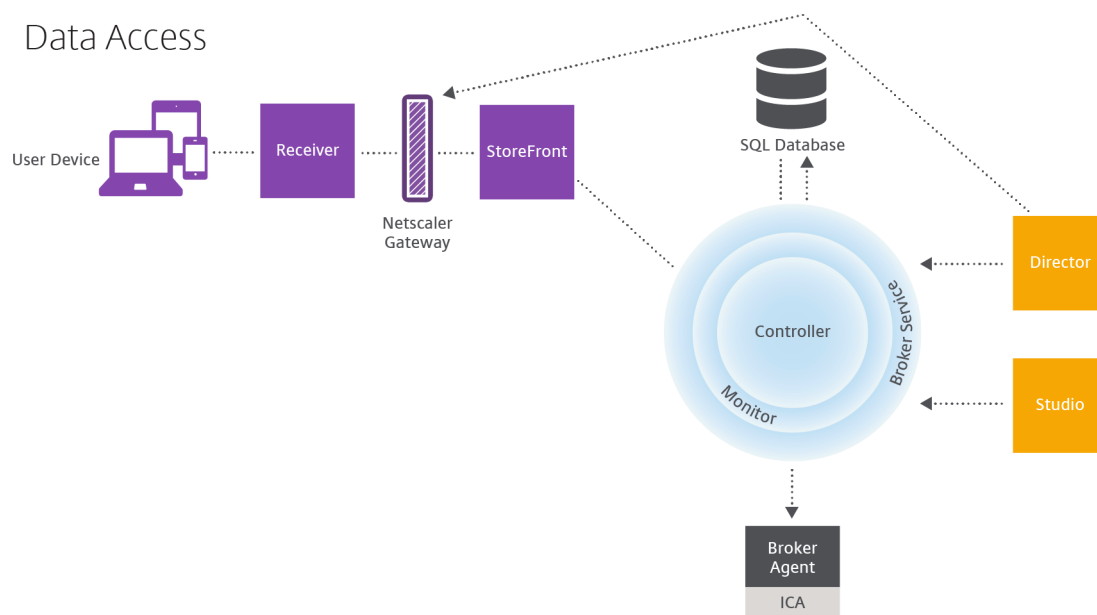 Data Access
User Device
Receiver
Netscaler
Gateway
StoreFront
SQL Database
Controller
Monitor
Broker Service
Director
Studio
Broker
Agent
ICA